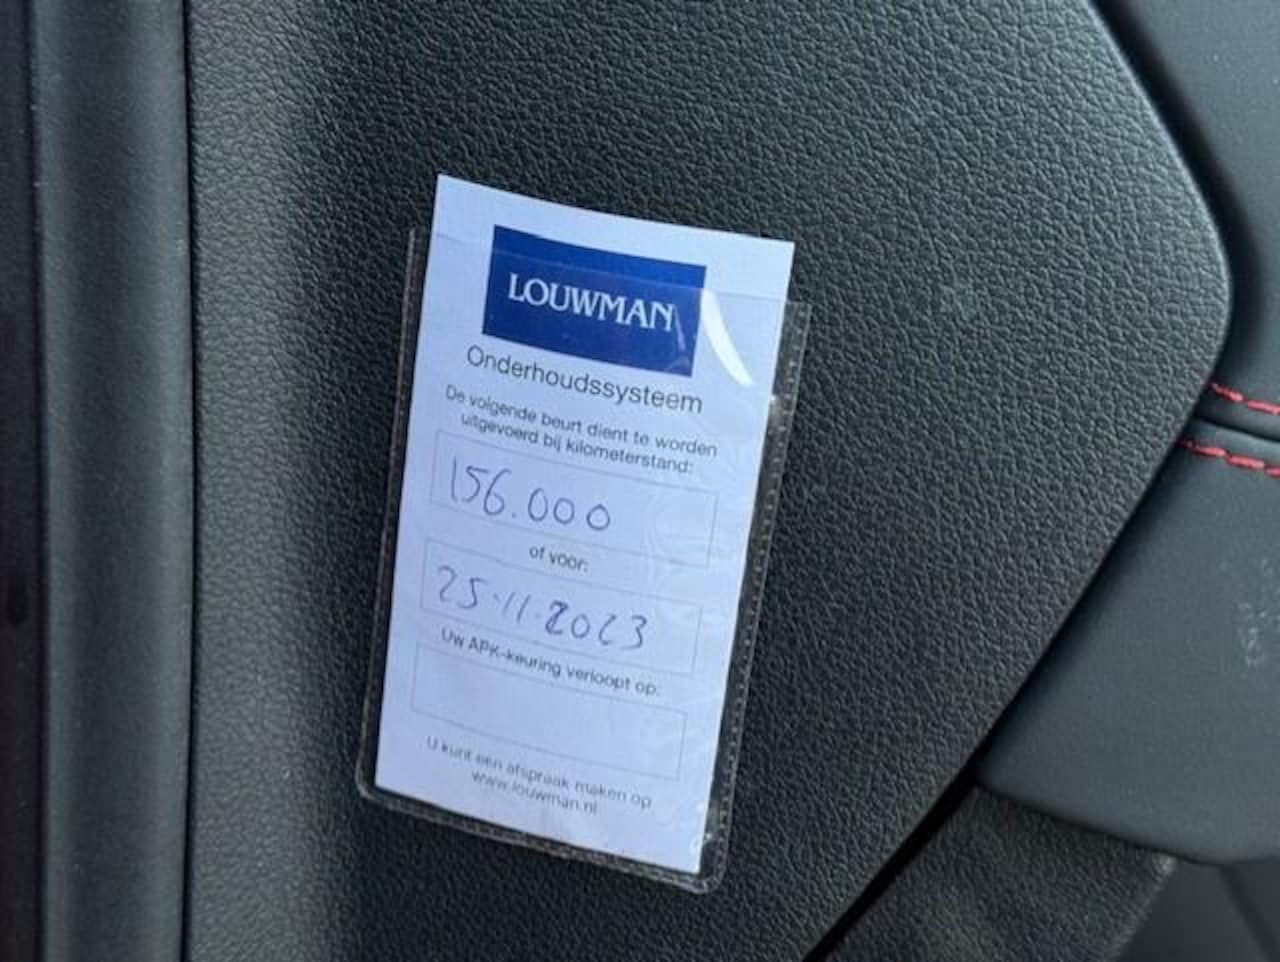 LOUWMAN
Onderhoudssysteem
De volgende beurt dient te worden
uitgevoerd bij kilometerstand:
156.000
of voor:
25-11-2023
Uw APK-keuring verloopt op:
U kunt een afspraak maken op
www.louwman.nl